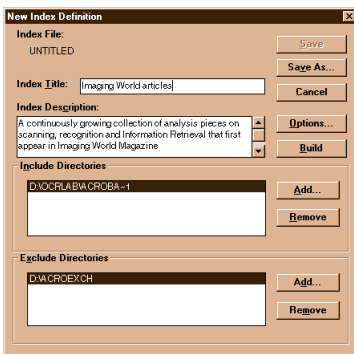 New Index Definition
Index File:
UNTITLED
Save
Save As...
Index Title: Imaging World articles
Cancel
Index Description:
A continuously growing collection of analysis pieces on
scanning, recognition and Information Retrieval that first
appear in Imaging World Magazine
Options...
Build
Include Directories
D:\OCRLAB\ACROBA~1
Add...
Remove
Exclude Directories
D:\ACROEXCH
Add...
Remove